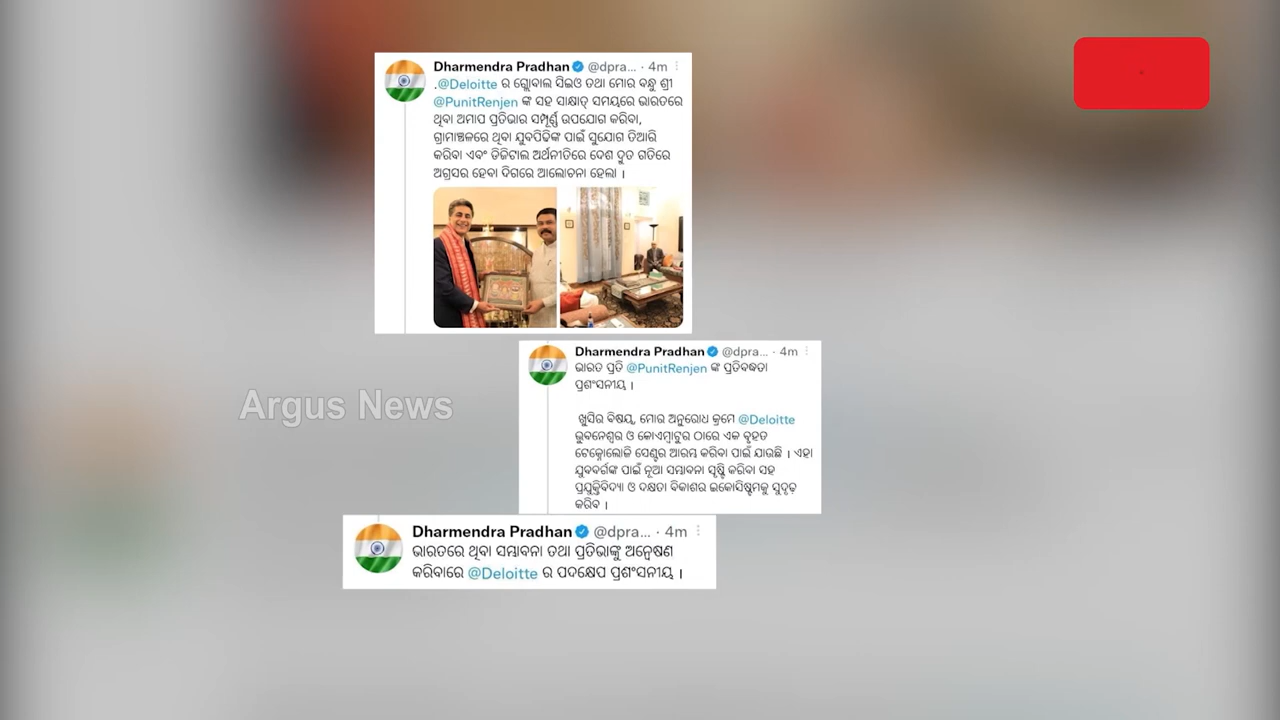 Dharmendra Pradhan @dpra... · 4m
.@Deloitte ର ଗ୍ଲୋବାଲ ସିଇଓ ତଥା ମୋର ବନ୍ଧୁ ଶ୍ରୀ
@PunitRenjen ଙ୍କ ସହ ସାକ୍ଷାତ୍ ସମୟରେ ଭାରତରେ
ଥିବା ଅମାପ ପ୍ରତିଭାର ସମ୍ପୂର୍ଣ୍ଣ ଉପଯୋଗ କରିବା,
ଗ୍ରାମାଞ୍ଚଳରେ ଥିବା ଯୁବପିଢିଙ୍କ ପାଇଁ ସୁଯୋଗ ତିଆରି
କରିବା ଏବଂ ଡିଜିଟାଲ ଅର୍ଥନୀତିରେ ଦେଶ ଦ୍ରୁତ ଗତିରେ
ଅଗ୍ରସର ହେବା ଦିଗରେ ଆଲୋଚନା ହେଲା ।
Dharmendra Pradhan @dpra... · 4m
ଭାରତ ପ୍ରତି @PunitRenjen ଙ୍କ ପ୍ରତିବଦ୍ଧତା
ପ୍ରଶଂସନୀୟ ।
ଖୁସିର ବିଷୟ, ମୋର ଅନୁରୋଧ କ୍ରମେ @Deloitte
ଭୁବନେଶ୍ୱର ଓ କୋଏମ୍ବାଟୁର ଠାରେ ଏକ ବୃହତ
ଟେକ୍ନୋଲୋଜି ସେଣ୍ଟର ଆରମ୍ଭ କରିବା ପାଇଁ ଯାଉଛି । ଏହା
ଯୁବବର୍ଗଙ୍କ ପାଇଁ ନୂଆ ସମ୍ଭାବନା ସୃଷ୍ଟି କରିବା ସହ
ପ୍ରଯୁକ୍ତିବିଦ୍ୟା ଓ ଦକ୍ଷତା ବିକାଶର ଇକୋସିଷ୍ଟମକୁ ସୁଦୃଢ଼
କରିବ ।
Argus News
Dharmendra Pradhan @dpra... · 4m
ଭାରତରେ ଥିବା ସମ୍ଭାବନା ତଥା ପ୍ରତିଭାଙ୍କୁ ଅନ୍ୱେଷଣ
କରିବାରେ @Deloitte ର ପଦକ୍ଷେପ ପ୍ରଶଂସନୀୟ ।